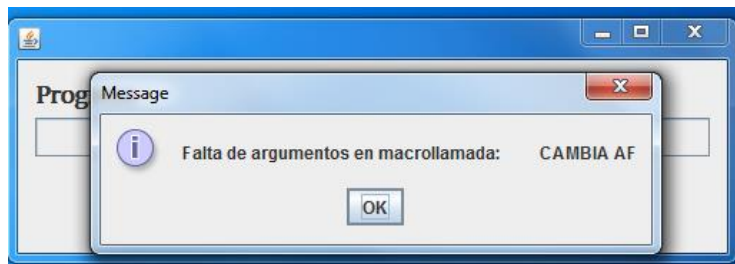 Prog
Message
Falta de argumentos en macrollamada: CAMBIA AF
OK